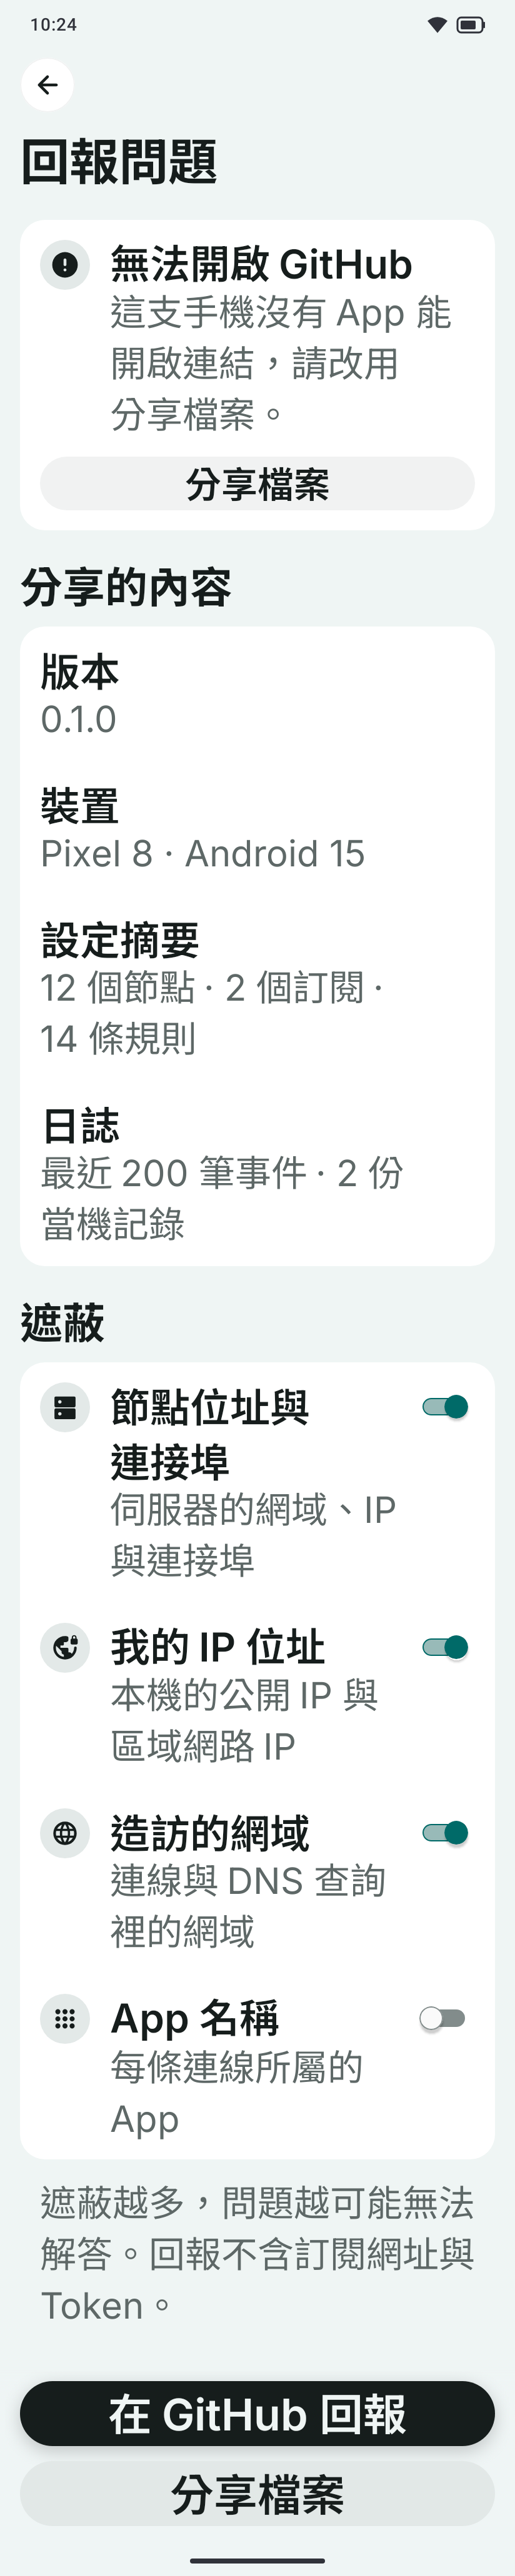 10:24
回報問題
無法開啟 GitHub
這支手機沒有 App 能
開啟連結，請改用
分享檔案。
分享檔案
分享的內容
版本
0.1.0
裝置
Pixel 8 · Android 15
設定摘要
12 個節點 · 2 個訂閱 ·
14 條規則
日誌
最近 200 筆事件 · 2 份
當機記錄
遮蔽
節點位址與
連接埠
伺服器的網域、IP
與連接埠
我的 IP 位址
本機的公開 IP 與
區域網路 IP
造訪的網域
連線與 DNS 查詢
裡的網域
App 名稱
每條連線所屬的
App
遮蔽越多，問題越可能無法
解答。回報不含訂閱網址與
Token。
在 GitHub 回報
分享檔案